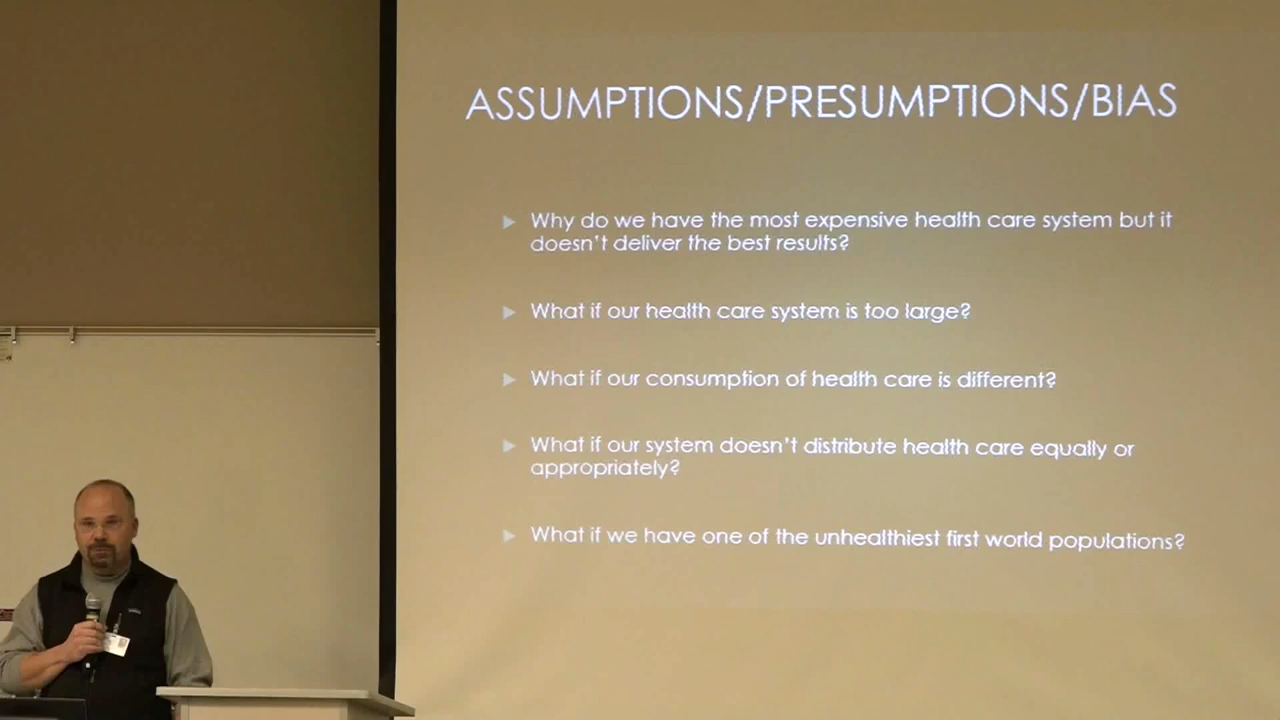 ASSUMPTIONS/PRESUMPTIONS/BIAS
Why do we have the most expensive health care system but it
doesn't deliver the best results?
What if our health care system is too large?
What if our consumption of health care is different?
What if our system doesn't distribute health care equally or
appropriately?
What if we have one of the unhealthiest first world populations?